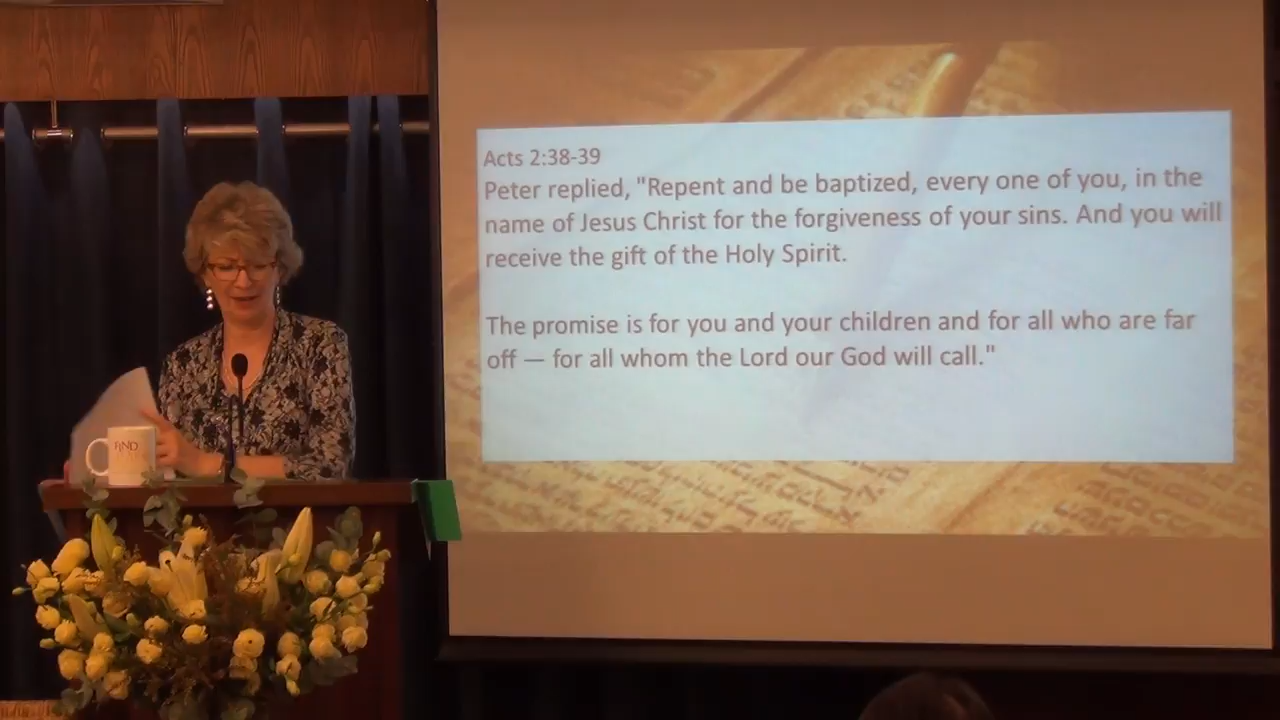 Acts 2:38-39
Peter replied, "Repent and be baptized, every one of you, in the
name of Jesus Christ for the forgiveness of your sins. And you will
receive the gift of the Holy Spirit.
The promise is for you and your children and for all who are far
off — for all whom the Lord our God will call."
FIND